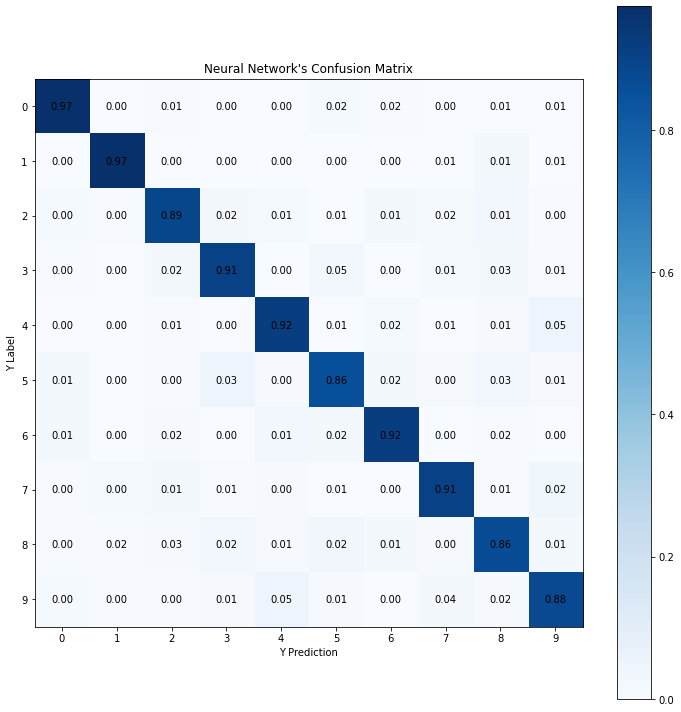 Neural Network's Confusion Matrix
0 0.97 0.00 0.01 0.00 0.00 0.02 0.02 0.00 0.01 0.01
1 0.00 0.97 0.00 0.00 0.00 0.00 0.00 0.01 0.01 0.01
2 0.00 0.00 0.89 0.02 0.01 0.01 0.01 0.02 0.01 0.00
3 0.00 0.00 0.02 0.91 0.00 0.05 0.00 0.01 0.03 0.01
4 0.00 0.00 0.01 0.00 0.92 0.01 0.02 0.01 0.01 0.05
5 0.01 0.00 0.00 0.03 0.00 0.86 0.02 0.00 0.03 0.01
6 0.01 0.00 0.02 0.00 0.01 0.02 0.92 0.00 0.02 0.00
7 0.00 0.00 0.01 0.01 0.00 0.01 0.00 0.91 0.01 0.02
8 0.00 0.02 0.03 0.02 0.01 0.02 0.01 0.00 0.86 0.01
9 0.00 0.00 0.00 0.01 0.05 0.01 0.00 0.04 0.02 0.88
0 1 2 3 4 5 6 7 8 9
Y Label
Y Prediction
0.8
0.6
0.4
0.2
0.0